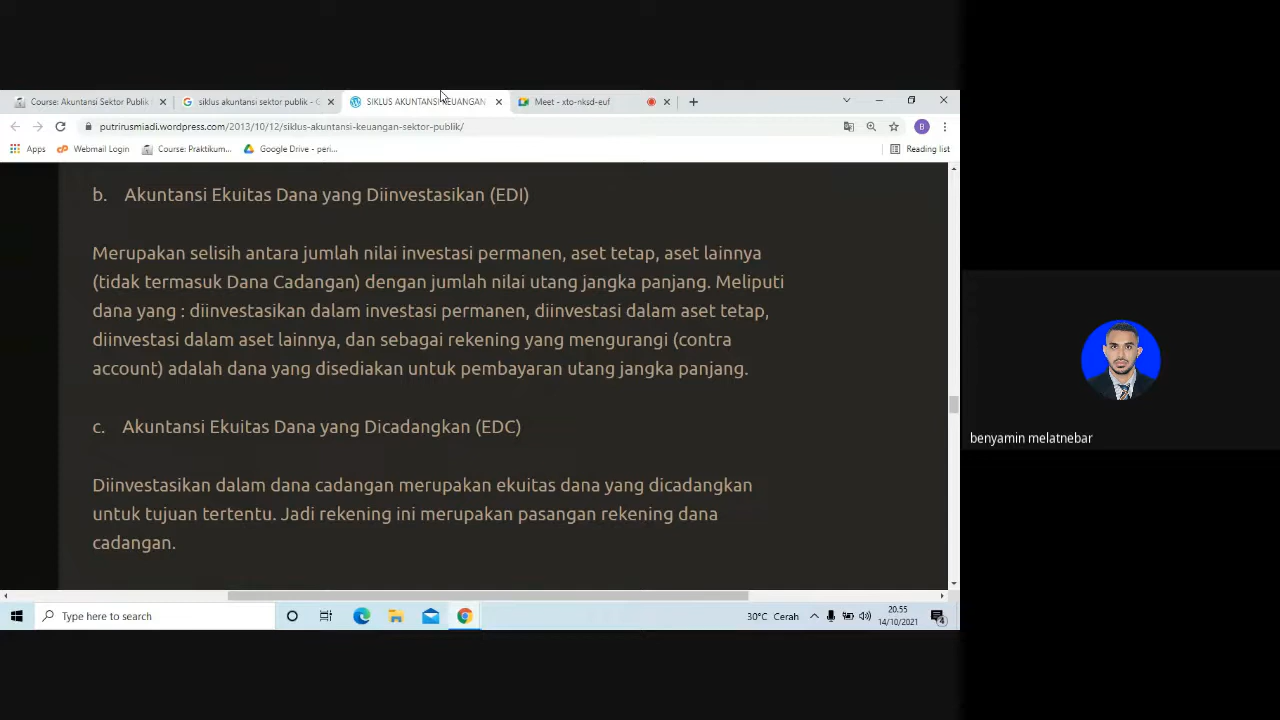 Course: Akuntansi Sektor Publik
siklus akuntansi sektor publik - G
SIKLUS AKUNTANSI KEUANGAN
Meet - xto-nksd-euf
putrirusmiadi.wordpress.com/2013/10/12/siklus-akuntansi-keuangan-sektor-publik/
B
Apps
Webmail Login
Course: Praktikum...
Google Drive - peri...
Reading list
b. Akuntansi Ekuitas Dana yang Diinvestasikan (EDI)
Merupakan selisih antara jumlah nilai investasi permanen, aset tetap, aset lainnya
(tidak termasuk Dana Cadangan) dengan jumlah nilai utang jangka panjang. Meliputi
dana yang : diinvestasikan dalam investasi permanen, diinvestasi dalam aset tetap,
diinvestasi dalam aset lainnya, dan sebagai rekening yang mengurangi (contra
account) adalah dana yang disediakan untuk pembayaran utang jangka panjang.
c. Akuntansi Ekuitas Dana yang Dicadangkan (EDC)
Diinvestasikan dalam dana cadangan merupakan ekuitas dana yang dicadangkan
untuk tujuan tertentu. Jadi rekening ini merupakan pasangan rekening dana
cadangan.
benyamin melatnebar
Type here to search
30°C Cerah
20.55
14/10/2021
4